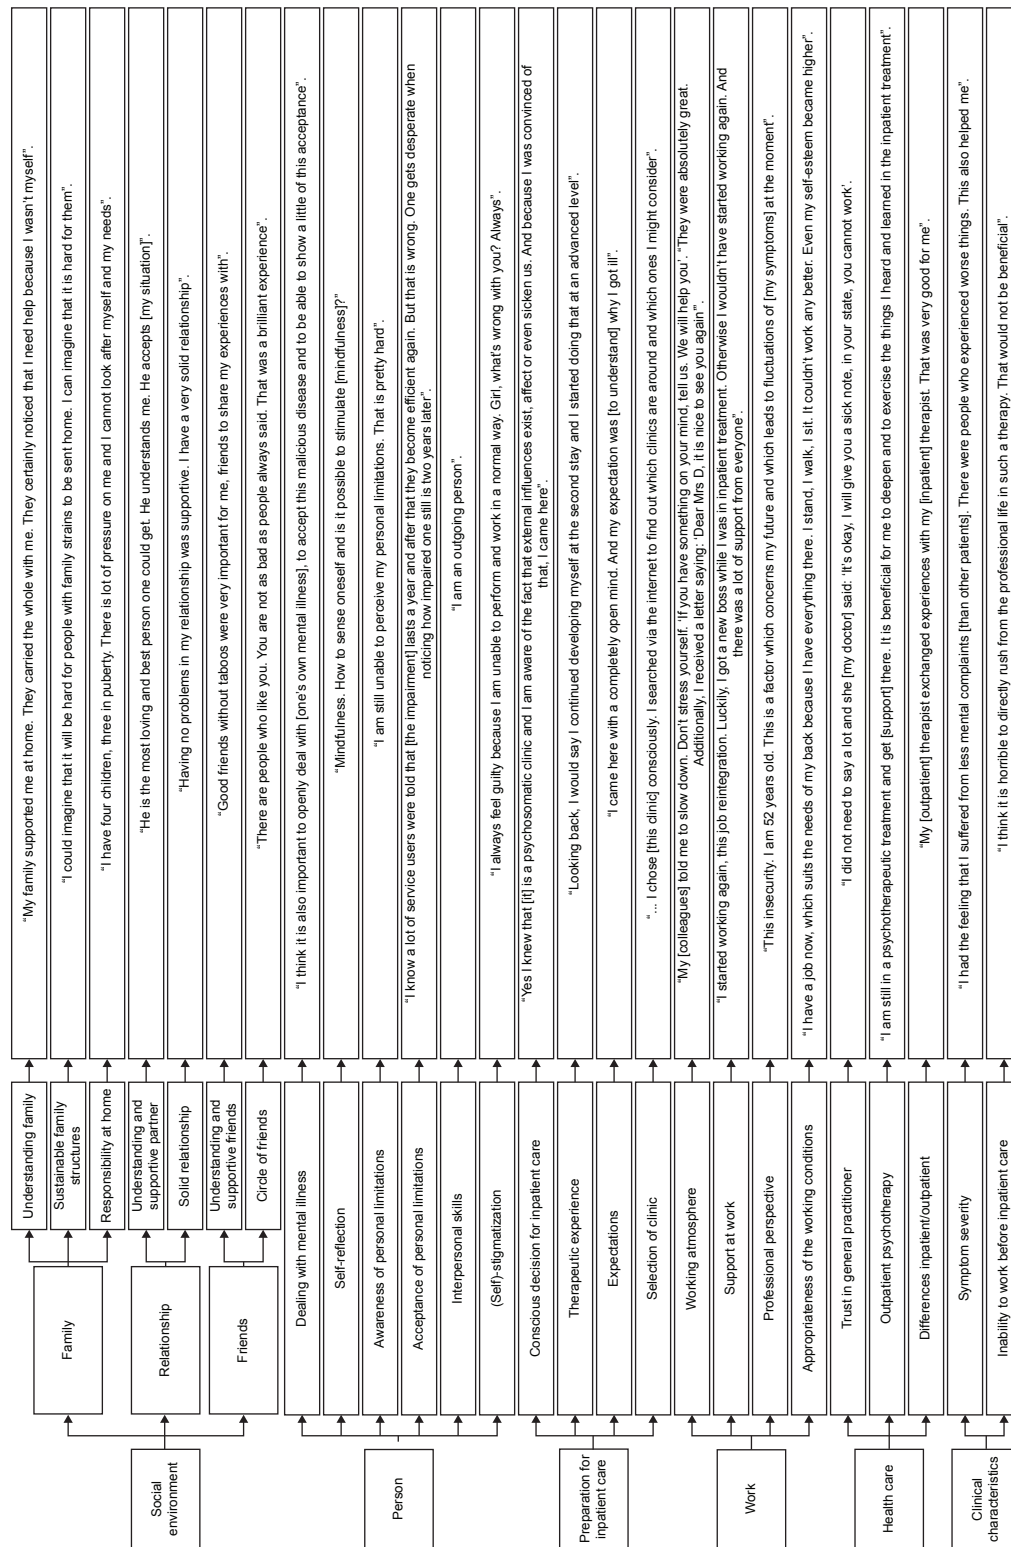 Social
environment
Family
Understanding family
“My family supported me at home. They carried the whole with me. They certainly noticed that I need help because I wasn’t myself”.
Sustainable family
structures
“I could imagine that it will be hard for people with family strains to be sent home. I can imagine that it is hard for them”.
Responsibility at home
“I have four children, three in puberty. There is lot of pressure on me and I cannot look after myself and my needs”.
Relationship
Understanding and
supportive partner
“He is the most loving and best person one could get. He understands me. He accepts [my situation]”.
Solid relationship
“Having no problems in my relationship was supportive. I have a very solid relationship”
Friends
Understanding and
supportive friends
“Good friends without taboos were very important for me, friends to share my experiences with”.
Circle of friends
“There are people who like you. You are not as bad as people always said. That was a brilliant experience”
Person
Dealing with mental illness
“I think it is also important to openly deal with [one’s own mental illness], to accept this malicious disease and to be able to show a little of this acceptance”.
Self-reflection
“Mindfulness. How to sense oneself and is it possible to stimulate [mindfulness]?”
Awareness of personal limitations
“I am still unable to perceive my personal limitations. That is pretty hard”
Acceptance of personal limitations
“I know a lot of service users were told that [the impairment] lasts a year and after that they become efficient again. But that is wrong. One gets desperate when
noticing how impaired one still is two years later”.
Interpersonal skills
“I am an outgoing person”.
(Self)-stigmatization
“I always feel guilty because I am unable to perform and work in a normal way. Girl, what’s wrong with you? Always”.
Preparation for
inpatient care
Conscious decision for inpatient care
“Yes I knew that [it] is a psychosomatic clinic and I am aware of the fact that external influences exist, affect or even sicken us. And because I was convinced of
that, I came here”.
Therapeutic experience
“Looking back, I would say I continued developing myself at the second stay and I started doing that at an advanced level”.
Expectations
“I came here with a completely open mind. And my expectation was [to understand] why I got ill”.
Selection of clinic
“... I chose [this clinic] consciously. I searched via the internet to find out which clinics are around and which ones I might consider”.
Work
Working atmosphere
“My [colleagues] told me to slow down. Don’t stress yourself. ‘If you have something on your mind, tell us. We will help you’. “They were absolutely great.
Additionally, I received a letter saying: ‘Dear Mrs D, it is nice to see you again”.
Support at work
“I started working again, this job reintegration. Luckily, I got a new boss while I was in inpatient treatment. Otherwise I wouldn’t have started working again. And
there was a lot of support from everyone”.
Professional perspective
“This insecurity. I am 52 years old. This is a factor which concerns my future and which leads to fluctuations of [my symptoms] at the moment”.
Appropriateness of the working conditions
“I have a job now, which suits the needs of my back because I have everything there. I stand, I walk, I sit. It couldn’t work any better. Even my self-esteem became higher”.
Health care
Trust in general practitioner
“I did not need to say a lot and she [my doctor] said: ‘It’s okay, I will give you a sick note, in your state, you cannot work’.
Outpatient psychotherapy
“I am still in a psychotherapeutic treatment and get [support] there. It is beneficial for me to deepen and to exercise the things I heard and learned in the inpatient treatment”.
Differences inpatient/outpatient
“My [outpatient] therapist exchanged experiences with my [inpatient] therapist. That was very good for me”
Clinical
characteristics
Symptom severity
“I had the feeling that I suffered from less mental complaints [than other patients]. There were people who experienced worse things. This also helped me”.
Inability to work before inpatient care
“I think it is horrible to directly rush from the professional life in such a therapy. That would not be beneficial”.